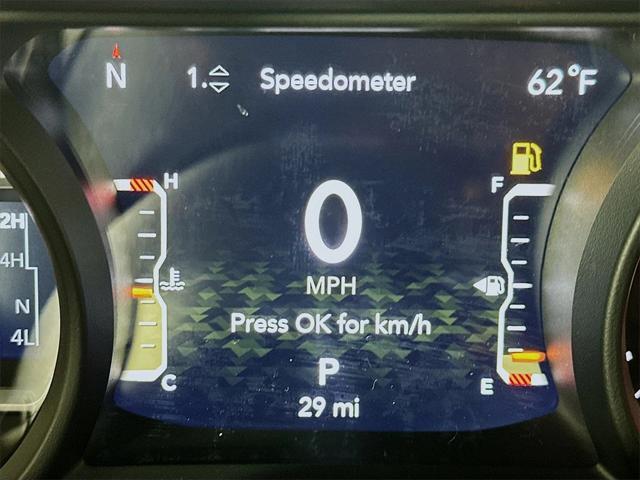 N
1. Speedometer
62°F
H
F
2H
4H
N
4L
0
MPH
Press OK for km/h
P
C
E
29 mi